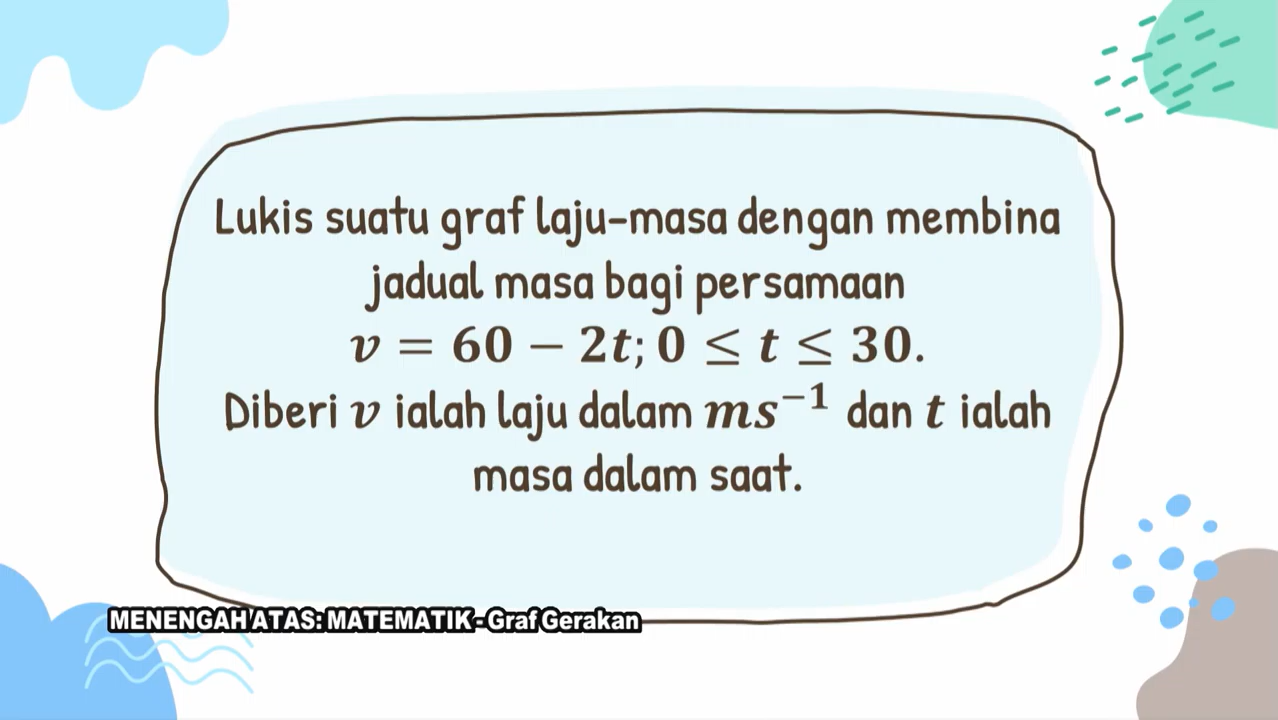 Lukis suatu graf laju-masa dengan membina
jadual masa bagi persamaan
v = 60 − 2t; 0 ≤ t ≤ 30.
Diberi v ialah laju dalam ms⁻¹ dan t ialah
masa dalam saat.
MENENGAH ATAS: MATEMATIK - Graf Gerakan